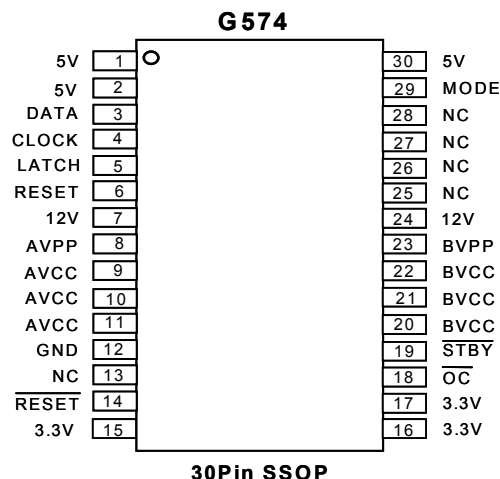 G574
5V 1 30 5V
5V 2 29 MODE
DATA 3 28 NC
CLOCK 4 27 NC
LATCH 5 26 NC
RESET 6 25 NC
12V 7 24 12V
AVPP 8 23 BVPP
AVCC 9 22 BVCC
AVCC 10 21 BVCC
AVCC 11 20 BVCC
GND 12 19 S̅T̅B̅Y̅
NC 13 18 O̅C̅
R̅E̅S̅E̅T̅ 14 17 3.3V
3.3V 15 16 3.3V
30Pin SSOP